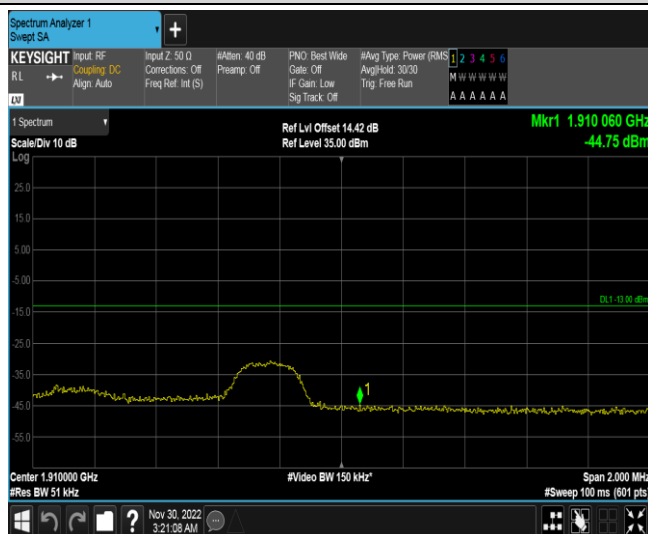 Spectrum Analyzer 1
Swept SA
+
KEYSIGHT
RL
LXI
Input: RF
Coupling: DC
Align: Auto
Input Z: 50 Ω
Corrections: Off
Freq Ref: Int (S)
#Atten: 40 dB
Preamp: Off
PNO: Best Wide
Gate: Off
IF Gain: Low
Sig Track: Off
#Avg Type: Power (RMS
Avg|Hold: 30/30
Trig: Free Run
1 2 3 4 5 6
M W W W W W
A A A A A A
1 Spectrum
Scale/Div 10 dB
Ref Lvl Offset 14.42 dB
Ref Level 35.00 dBm
Mkr1 1.910 060 GHz
-44.75 dBm
Log
25.0
15.0
5.00
-5.00
DL1 -13.00 dBm
-15.0
-25.0
-35.0
1
-45.0
-55.0
Center 1.910000 GHz
#Video BW 150 kHz*
Span 2.000 MHz
#Res BW 51 kHz
#Sweep 100 ms (601 pts)
?
Nov 30, 2022
3:21:08 AM